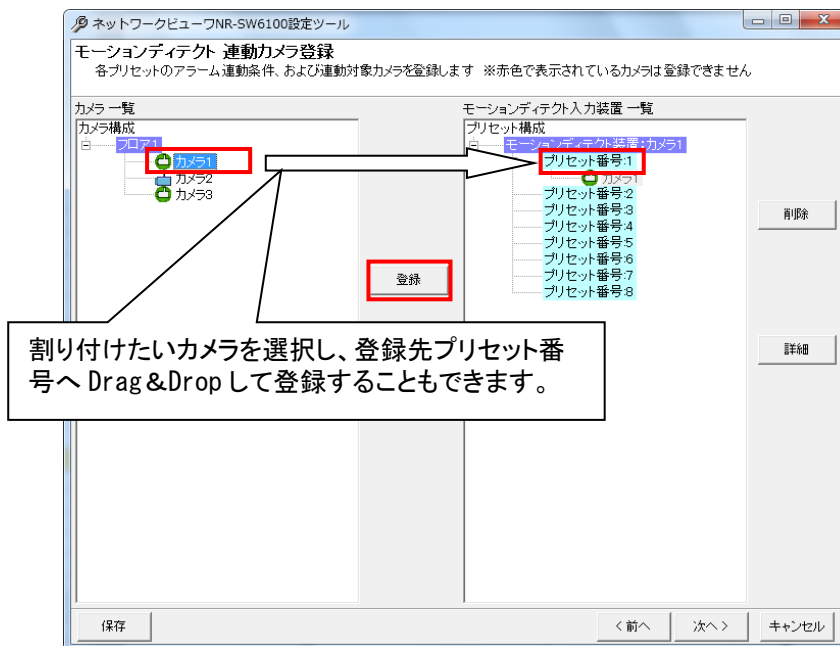 ネットワークビューワNR-SW6100設定ツール
モーションディテクト 連動カメラ登録
各プリセットのアラーム連動条件、および連動対象カメラを登録します ※赤色で表示されているカメラは登録できません
カメラ一覧
カメラ構成
フロア1
カメラ1
カメラ2
カメラ3
登録
モーションディテクト入力装置一覧
プリセット構成
モーションディテクト装置:カメラ1
プリセット番号:1
カメラ1
プリセット番号:2
プリセット番号:3
プリセット番号:4
プリセット番号:5
プリセット番号:6
プリセット番号:7
プリセット番号:8
削除
詳細
割り付けたいカメラを選択し、登録先プリセット番
号へ Drag&Drop して登録することもできます。
保存
<前へ
次へ>
キャンセル